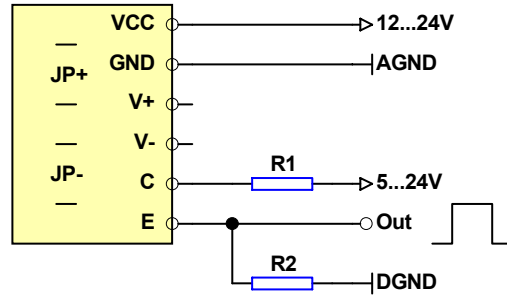 VCC 12...24V
JP+ GND AGND
V+
V-
R1
JP- C 5...24V
E Out
R2
DGND